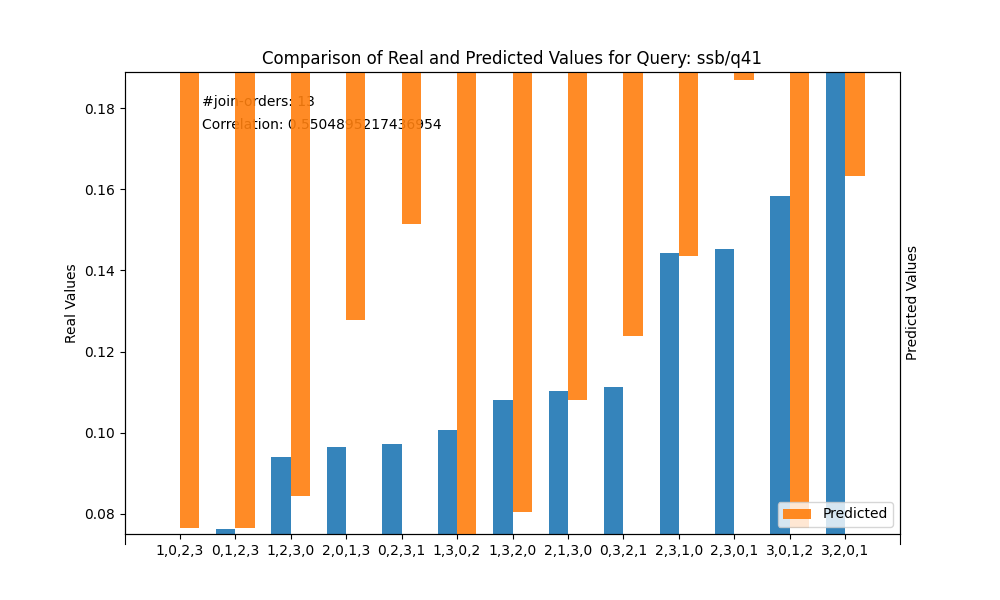 Comparison of Real and Predicted Values for Query: ssb/q41
#join-orders: 13
Correlation: 0.5504895217436954
0.18
0.16
0.14
0.12
0.10
0.08
Real Values
Predicted Values
Predicted
1,0,2,3 0,1,2,3 1,2,3,0 2,0,1,3 0,2,3,1 1,3,0,2 1,3,2,0 2,1,3,0 0,3,2,1 2,3,1,0 2,3,0,1 3,0,1,2 3,2,0,1